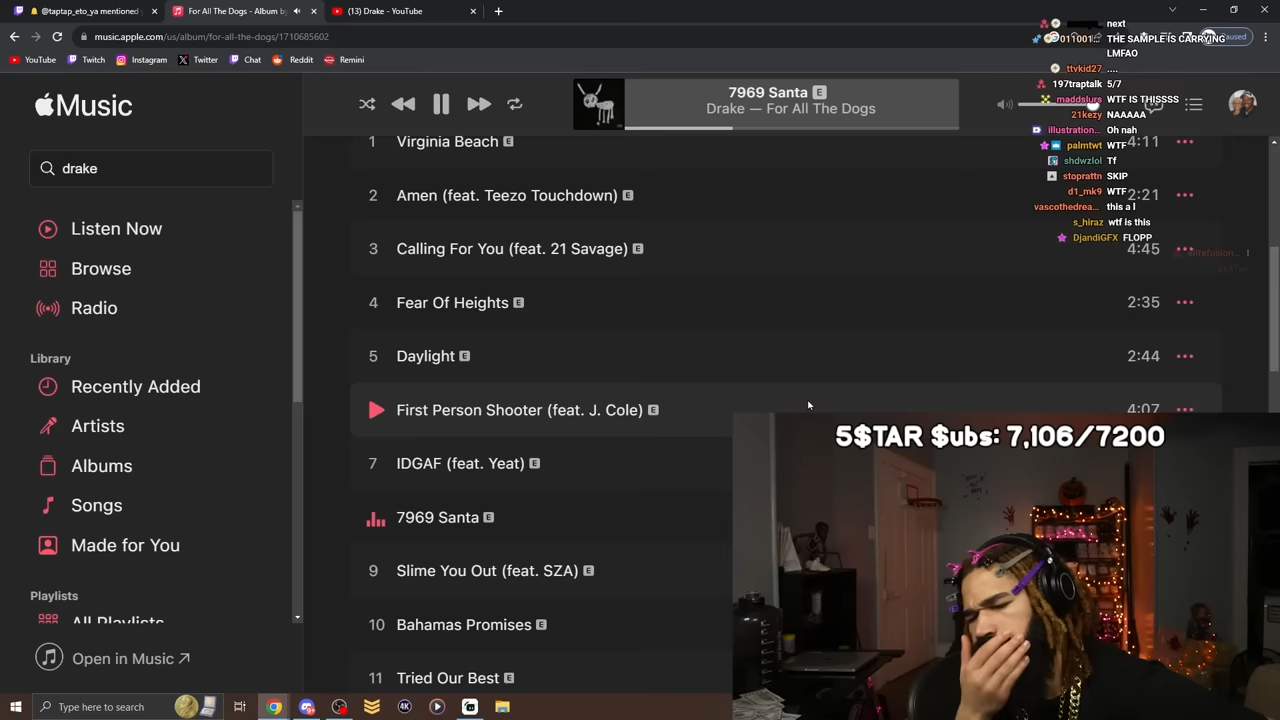 @taptap_eto_ya mentioned
For All The Dogs - Album by
(13) Drake - YouTube
music.apple.com/us/album/for-all-the-dogs/1710685602
YouTube
Twitch
Instagram
Twitter
Chat
Reddit
Remini
Music
7969 Santa E
Drake — For All The Dogs
drake
Listen Now
Browse
Radio
Library
Recently Added
Artists
Albums
Songs
Made for You
Playlists
All Playlists
Open in Music
1 Virginia Beach E 4:11
2 Amen (feat. Teezo Touchdown) E 2:21
3 Calling For You (feat. 21 Savage) E 4:45
4 Fear Of Heights E 2:35
5 Daylight E 2:44
First Person Shooter (feat. J. Cole) E 4:07
7 IDGAF (feat. Yeat) E
7969 Santa E
9 Slime You Out (feat. SZA) E
10 Bahamas Promises E
11 Tried Our Best E
next
011001... THE SAMPLE IS CARRYING
LMFAO
ttvkid27 ....
197traptalk 5/7
maddslurs WTF IS THISSSS
21kezy NAAAAA
illustration... Oh nah
palmtwt WTF
shdwzlol Tf
stoprattn SKIP
d1_mk9 WTF
vascothedrea... this a l
s_hiraz wtf is this
DjandiGFX FLOPP
5$TAR $ubs: 7,106/7200
Type here to search
4K